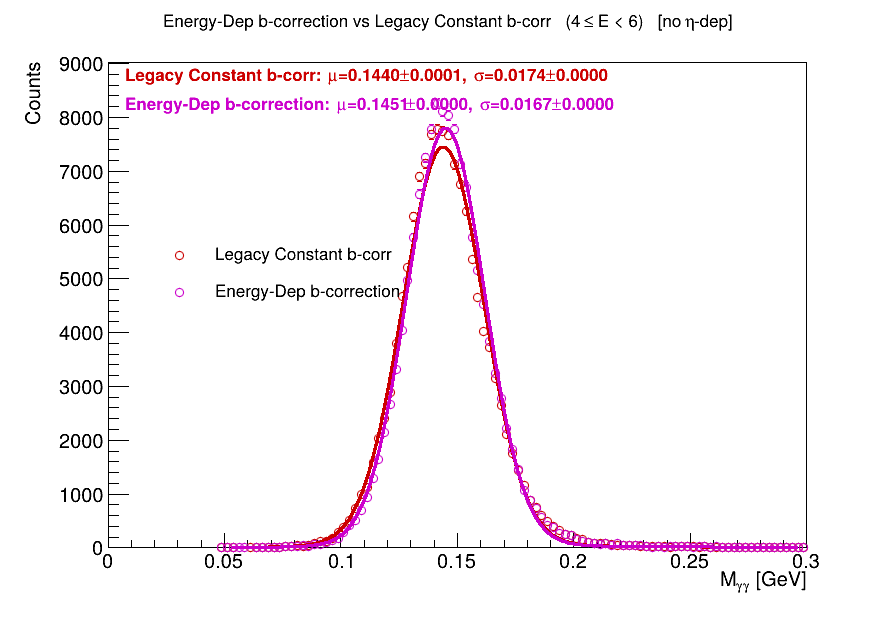 Energy-Dep b-correction vs Legacy Constant b-corr (4 ≤ E < 6) [no η-dep]
Counts
9000
8000
7000
6000
5000
4000
3000
2000
1000
0
Legacy Constant b-corr: μ=0.1440±0.0001, σ=0.0174±0.0000
Energy-Dep b-correction: μ=0.1451±0.0000, σ=0.0167±0.0000
Legacy Constant b-corr
Energy-Dep b-correction
0 0.05 0.1 0.15 0.2 0.25 0.3
M_γγ [GeV]